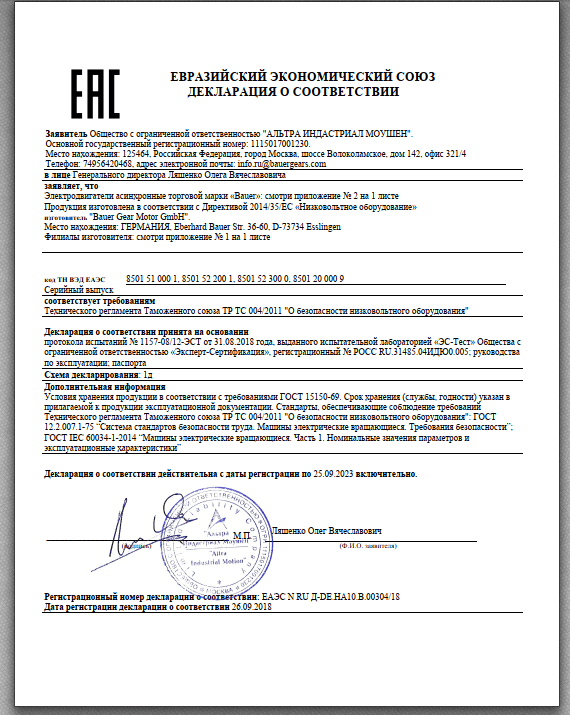 EAC
ЕВРАЗИЙСКИЙ ЭКОНОМИЧЕСКИЙ СОЮЗ
ДЕКЛАРАЦИЯ О СООТВЕТСТВИИ
Заявитель Общество с ограниченной ответственностью "АЛЬТРА ИНДАСТРИАЛ МОУШЕН".
Основной государственный регистрационный номер: 1115017001230.
Место нахождения: 125464, Российская Федерация, город Москва, шоссе Волоколамское, дом 142, офис 321/4
Телефон: 74956420468, адрес электронной почты: info.ru@bauergears.com
в лице Генерального директора Ляшенко Олега Вячеславовича
заявляет, что
Электродвигатели асинхронные торговой марки «Bauer»: смотри приложение № 2 на 1 листе
Продукция изготовлена в соответствии с Директивой 2014/35/ЕС «Низковольтное оборудование»
изготовитель "Bauer Gear Motor GmbH".
Место нахождения: ГЕРМАНИЯ, Eberhard Bauer Str. 36-60, D-73734 Esslingen
Филиалы изготовителя: смотри приложение № 1 на 1 листе
код ТН ВЭД ЕАЭС 8501 51 000 1, 8501 52 200 1, 8501 52 300 0, 8501 20 000 9
Серийный выпуск
соответствует требованиям
Технического регламента Таможенного союза ТР ТС 004/2011 "О безопасности низковольтного оборудования"
Декларация о соответствии принята на основании
протокола испытаний № 1157-08/12-ЭСТ от 31.08.2018 года, выданного испытательной лабораторией «ЭС-Тест» Общества с
ограниченной ответственностью «Эксперт-Сертификация», регистрационный № РОСС RU.31485.04ИДЮ0.005; руководства
по эксплуатации; паспорта
Схема декларирования: 1д
Дополнительная информация
Условия хранения продукции в соответствии с требованиями ГОСТ 15150-69. Срок хранения (службы, годности) указан в
прилагаемой к продукции эксплуатационной документации. Стандарты, обеспечивающие соблюдение требований
Технического регламента Таможенного союза ТР ТС 004/2011 "О безопасности низковольтного оборудования": ГОСТ
12.2.007.1-75 “Система стандартов безопасности труда. Машины электрические вращающиеся. Требования безопасности”;
ГОСТ IEC 60034-1-2014 “Машины электрические вращающиеся. Часть 1. Номинальные значения параметров и
эксплуатационные характеристики”
Декларация о соответствии действительна с даты регистрации по 25.09.2023 включительно.
М.П.
Ляшенко Олег Вячеславович
(подпись)
(Ф.И.О. заявителя)
"Альтра
Индастриал Моушен"
"Altra
Industrial Motion"
Limited Liability Company
Регистрационный номер декларации о соответствии: ЕАЭС N RU Д-DE.НА10.В.00304/18
Дата регистрации декларации о соответствии 26.09.2018